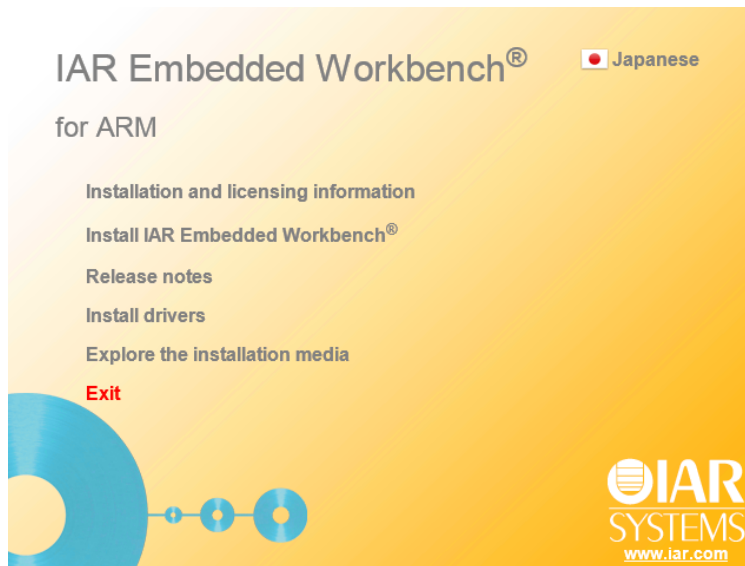 IAR Embedded Workbench®
Japanese
for ARM
Installation and licensing information
Install IAR Embedded Workbench®
Release notes
Install drivers
Explore the installation media
Exit
IAR
SYSTEMS
www.iar.com